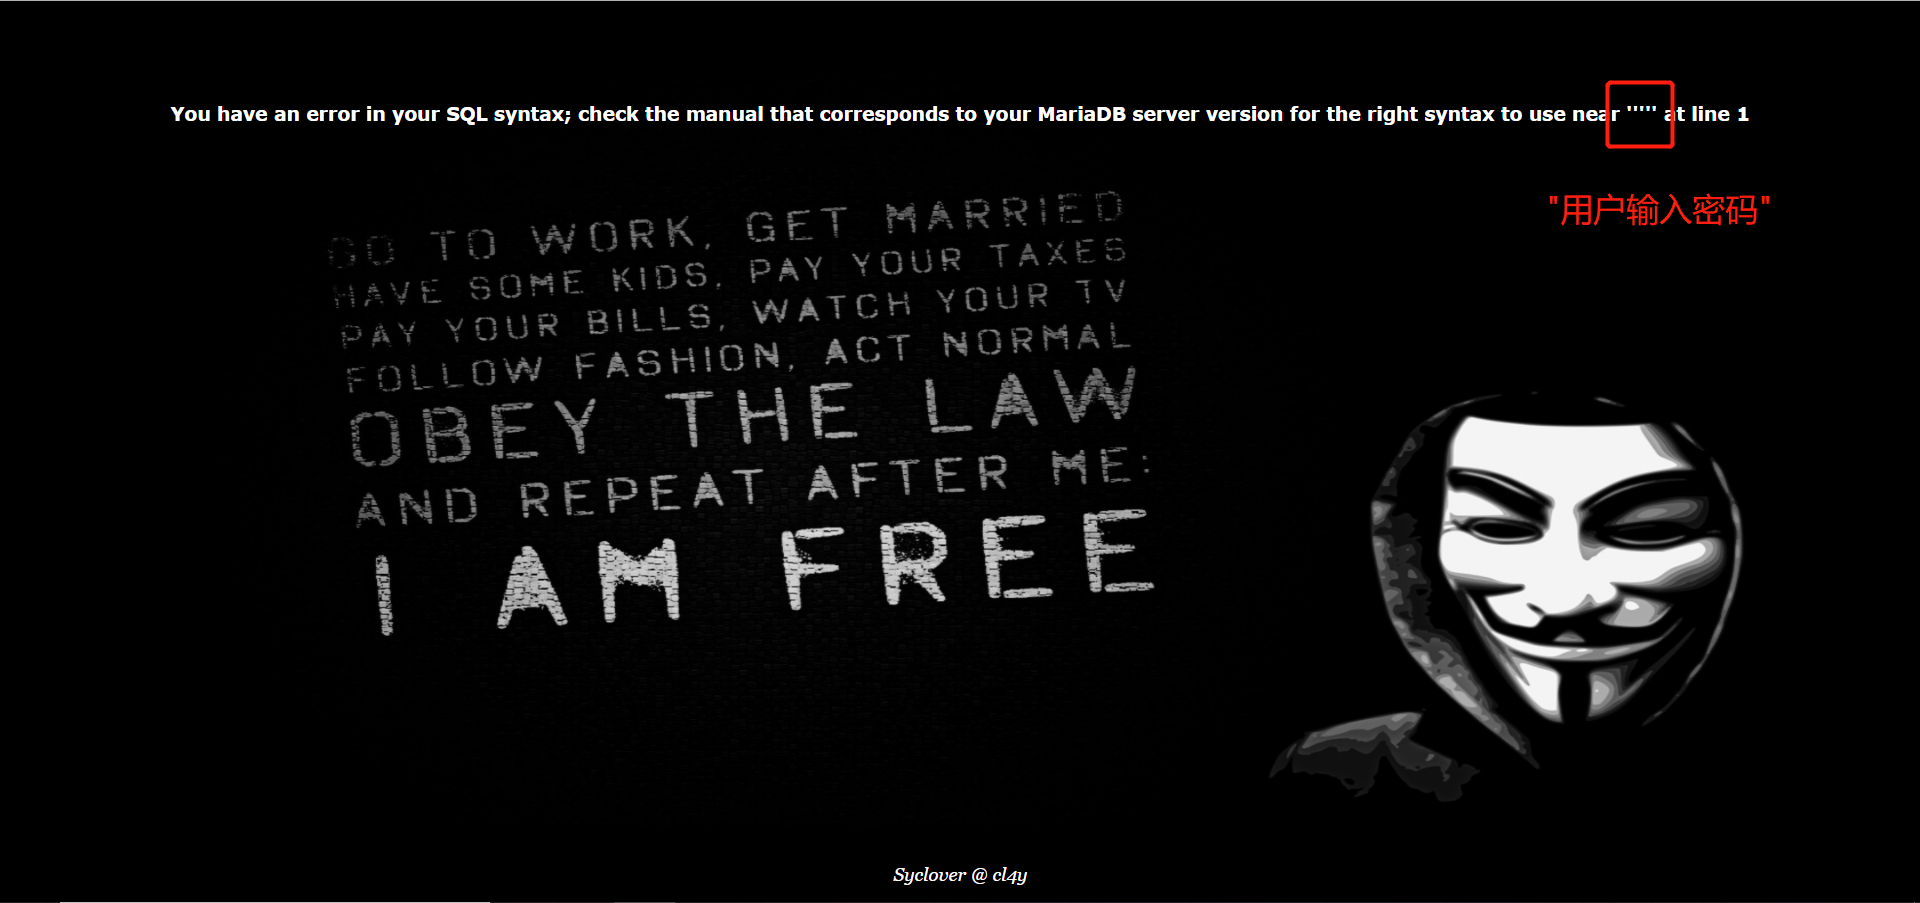 You have an error in your SQL syntax; check the manual that corresponds to your MariaDB server version for the right syntax to use near ''''' at line 1
"用户输入密码"
GO TO WORK, GET MARRIED
HAVE SOME KIDS, PAY YOUR TAXES
PAY YOUR BILLS, WATCH YOUR TV
FOLLOW FASHION, ACT NORMAL
OBEY THE LAW
AND REPEAT AFTER ME:
I AM FREE
Syclover @ cl4y